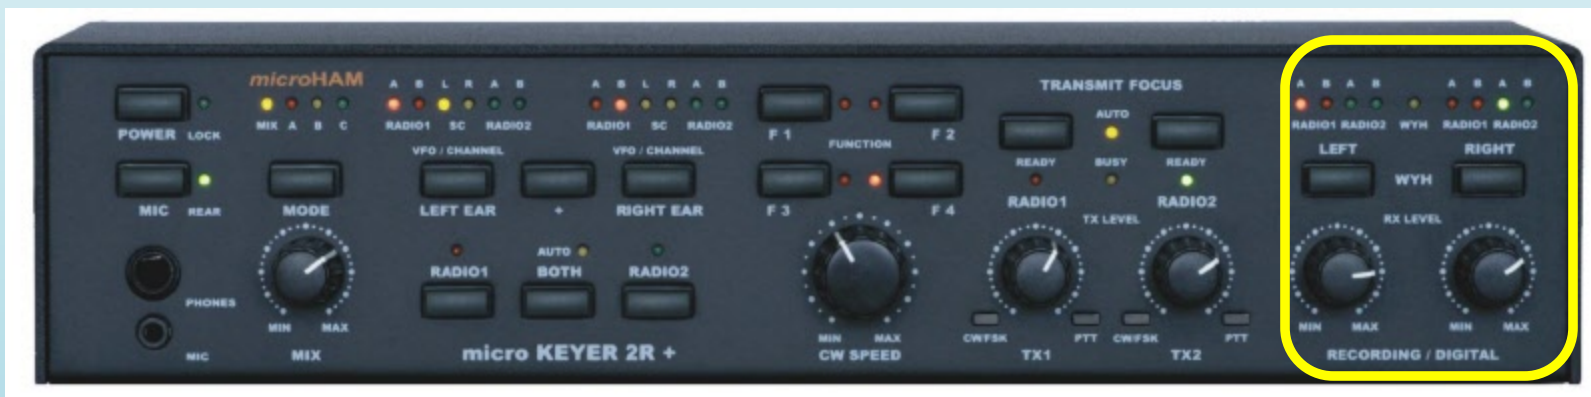 microHAM
A B L R A B
A B L R A B
TRANSMIT FOCUS
A B A B
A B A B
POWER LOCK
MIX A B C
RADIO1 SC RADIO2
RADIO1 SC RADIO2
F 1
FUNCTION
F 2
AUTO
RADIO1 RADIO2 WYH RADIO1 RADIO2
VFO / CHANNEL
VFO / CHANNEL
READY
BUSY
READY
LEFT
WYH
RIGHT
MIC REAR
MODE
LEFT EAR
+
RIGHT EAR
F 3
F 4
RADIO1
TX LEVEL
RADIO2
RX LEVEL
AUTO
RADIO1
BOTH
RADIO2
PHONES
MIC
MIN MAX
MIX
micro KEYER 2R +
MIN MAX
CW SPEED
CW/FSK
PTT
TX1
CW/FSK
PTT
TX2
MIN MAX
MIN MAX
RECORDING / DIGITAL